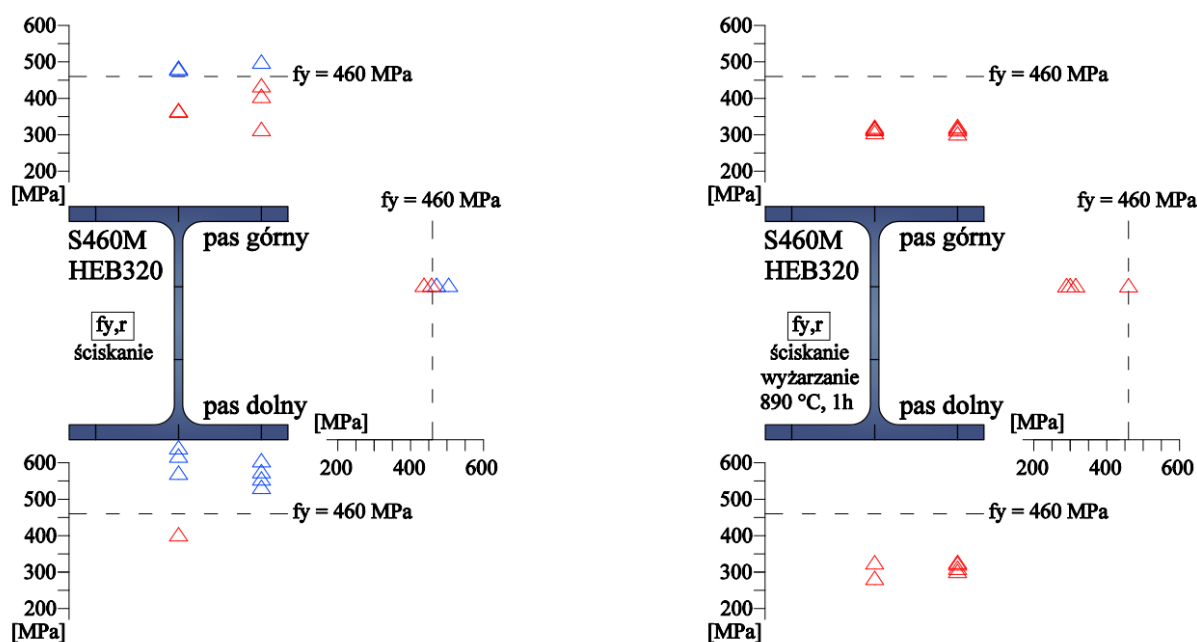 600
500
fy = 460 MPa
400
300
200
[MPa]
fy = 460 MPa
S460M
pas górny
HEB320
fy,r
ściskanie
pas dolny
[MPa]
200
400
600
600
500
fy = 460 MPa
400
300
200
[MPa]
600
500
fy = 460 MPa
400
300
200
[MPa]
fy = 460 MPa
S460M
pas górny
HEB320
fy,r
ściskanie
wyżarzanie
890 °C, 1h
pas dolny
[MPa]
200
400
600
600
500
fy = 460 MPa
400
300
200
[MPa]